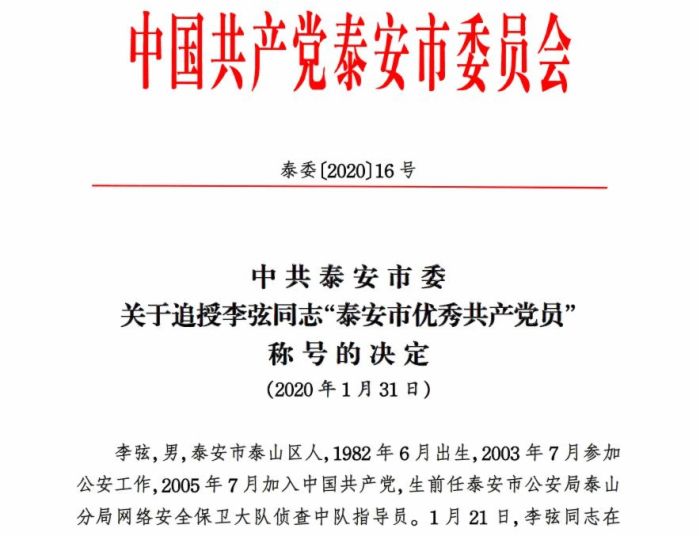 中国共产党泰安市委员会
泰委〔2020〕16号
中共泰安市委
关于追授李弦同志“泰安市优秀共产党员”
称号的决定
(2020年1月31日)
李弦,男,泰安市泰山区人,1982年6月出生,2003年7月参加
公安工作,2005年7月加入中国共产党,生前任泰安市公安局泰山
分局网络安全保卫大队侦查中队指导员。1月21日,李弦同志在